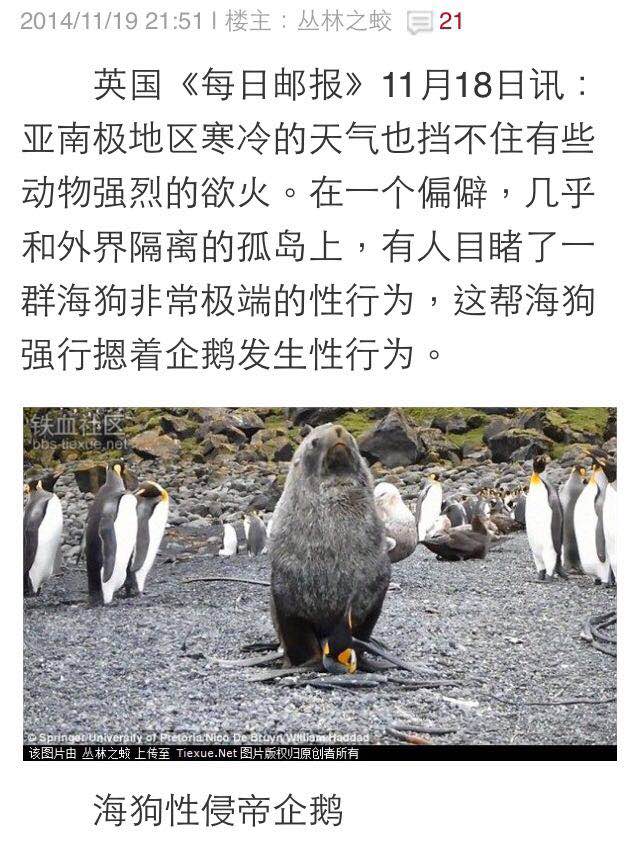 2014/11/19 21:51 | 楼主：丛林之蛟 21
英国《每日邮报》11月18日讯：
亚南极地区寒冷的天气也挡不住有些
动物强烈的欲火。在一个偏僻，几乎
和外界隔离的孤岛上，有人目睹了一
群海狗非常极端的性行为，这帮海狗
强行摁着企鹅发生性行为。
铁血社区
bbs·tiexue.net
© Springer/University of Pretoria/Nico De Bruyn/William Haddad
该图片由 丛林之蛟 上传至 Tiexue.Net 图片版权归原创者所有
海狗性侵帝企鹅